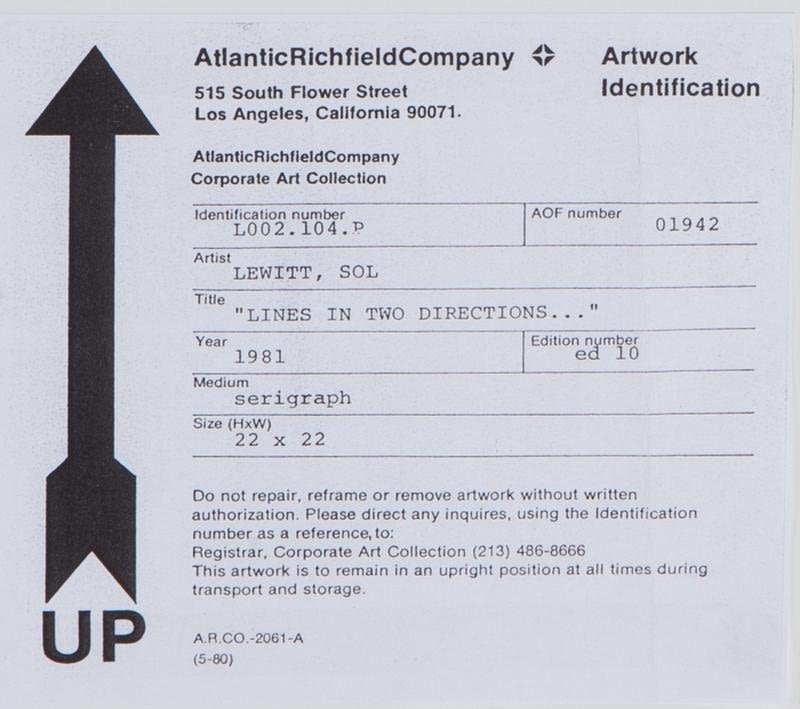 AtlanticRichfieldCompany
Artwork
Identification
515 South Flower Street
Los Angeles, California 90071.
AtlanticRichfieldCompany
Corporate Art Collection
Identification number
L002.104.P
AOF number
01942
Artist
LEWITT, SOL
Title
"LINES IN TWO DIRECTIONS..."
Year
1981
Edition number
ed 10
Medium
serigraph
Size (HxW)
22 x 22
Do not repair, reframe or remove artwork without written
authorization. Please direct any inquires, using the Identification
number as a reference, to:
Registrar, Corporate Art Collection (213) 486-8666
This artwork is to remain in an upright position at all times during
transport and storage.
UP
A.R.CO.-2061-A
(5-80)